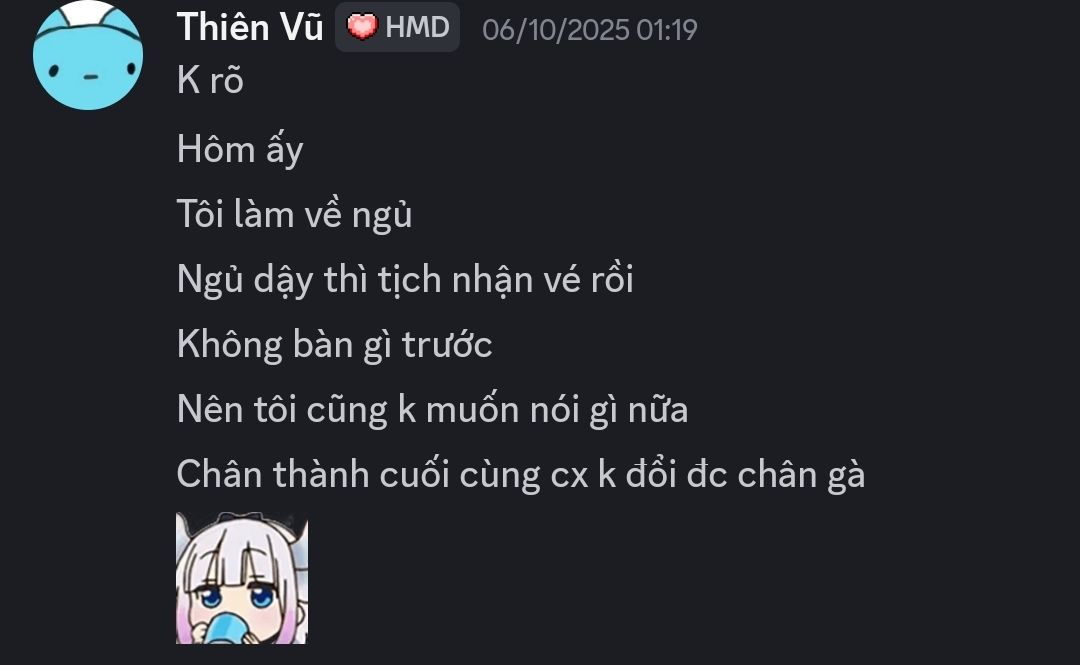 Thiên Vũ HMD 06/10/2025 01:19
K rõ
Hôm ấy
Tôi làm về ngủ
Ngủ dậy thì tịch nhận vé rồi
Không bàn gì trước
Nên tôi cũng k muốn nói gì nữa
Chân thành cuối cùng cx k đổi đc chân gà